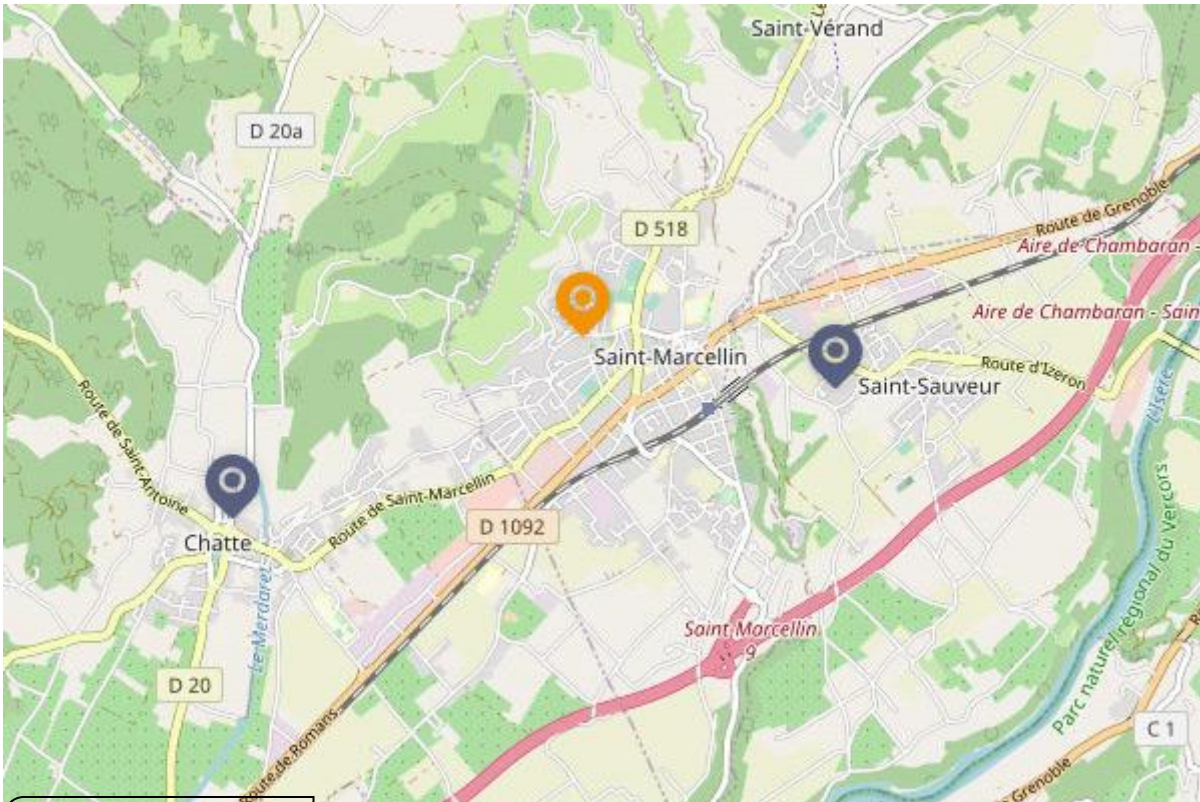 Saint-Vérand
D 20a
D 518
Route de Grenoble
Aire de Chambaran -
Aire de Chambaran - Sain
Saint-Marcellin
Route d'Izeron
Saint-Sauveur
L'Isère
Route de Saint-Antoine
Route de Saint-Marcellin
D 1092
Chatte
Le Merdaret
Saint Marcellin
9
Parc naturel régional du Vercors
D 20
Route de Romans
C 1
e Grenoble